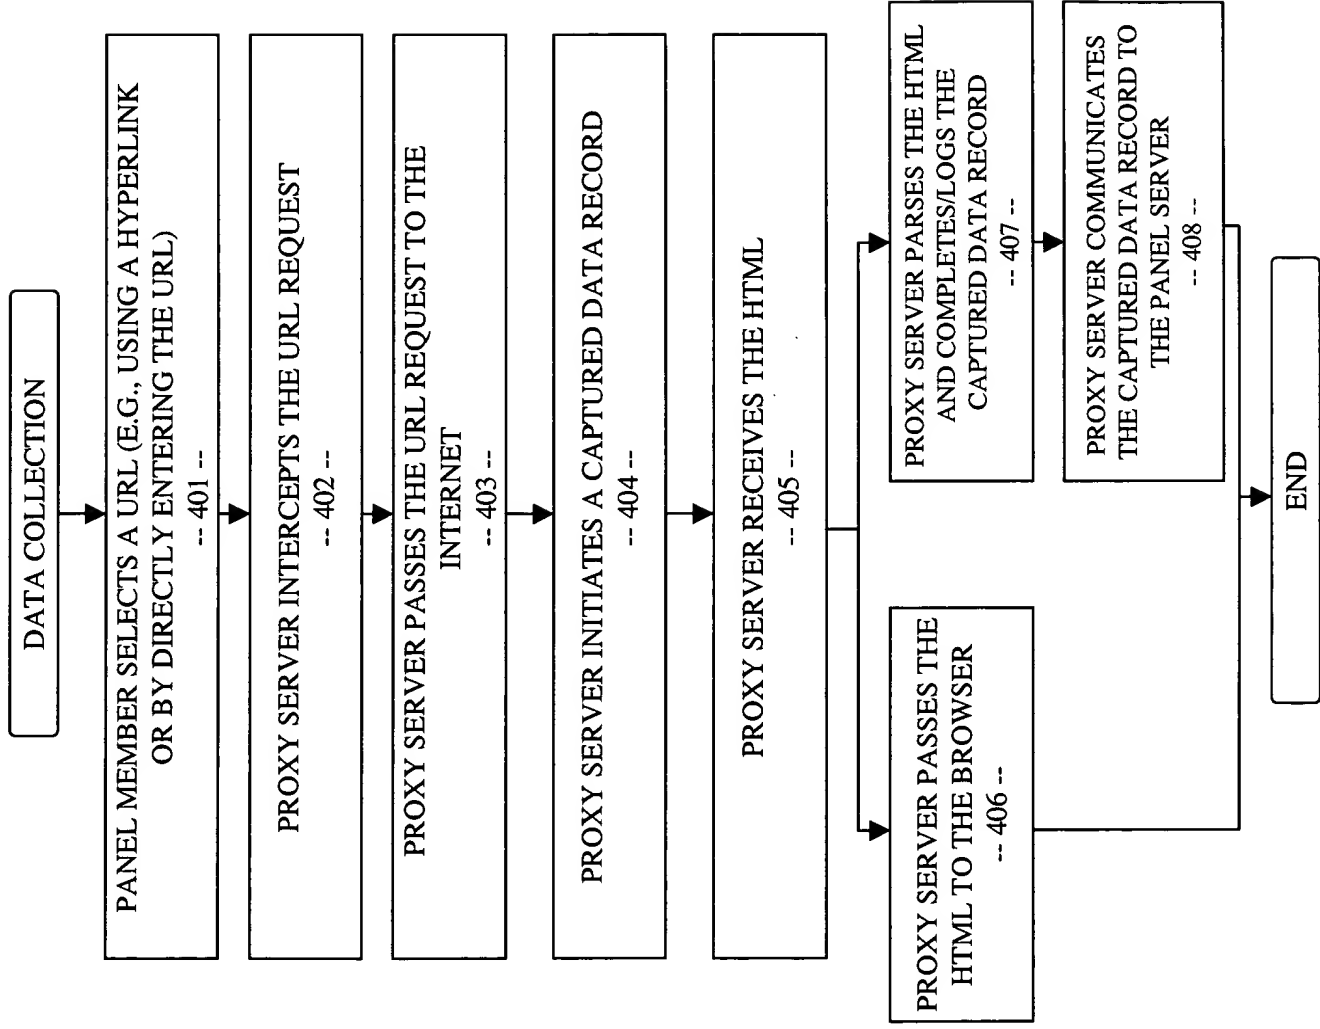 DATA COLLECTION
PANEL MEMBER SELECTS A URL (E.G., USING A HYPERLINK
OR BY DIRECTLY ENTERING THE URL)
-- 401 --
PROXY SERVER INTERCEPTS THE URL REQUEST
-- 402 --
PROXY SERVER PASSES THE URL REQUEST TO THE
INTERNET
-- 403 --
PROXY SERVER INITIATES A CAPTURED DATA RECORD
-- 404 --
PROXY SERVER RECEIVES THE HTML
-- 405 --
PROXY SERVER PASSES THE
HTML TO THE BROWSER
-- 406 --
PROXY SERVER PARSES THE HTML
AND COMPLETES/LOGS THE
CAPTURED DATA RECORD
-- 407 --
PROXY SERVER COMMUNICATES
THE CAPTURED DATA RECORD TO
THE PANEL SERVER
-- 408 --
END